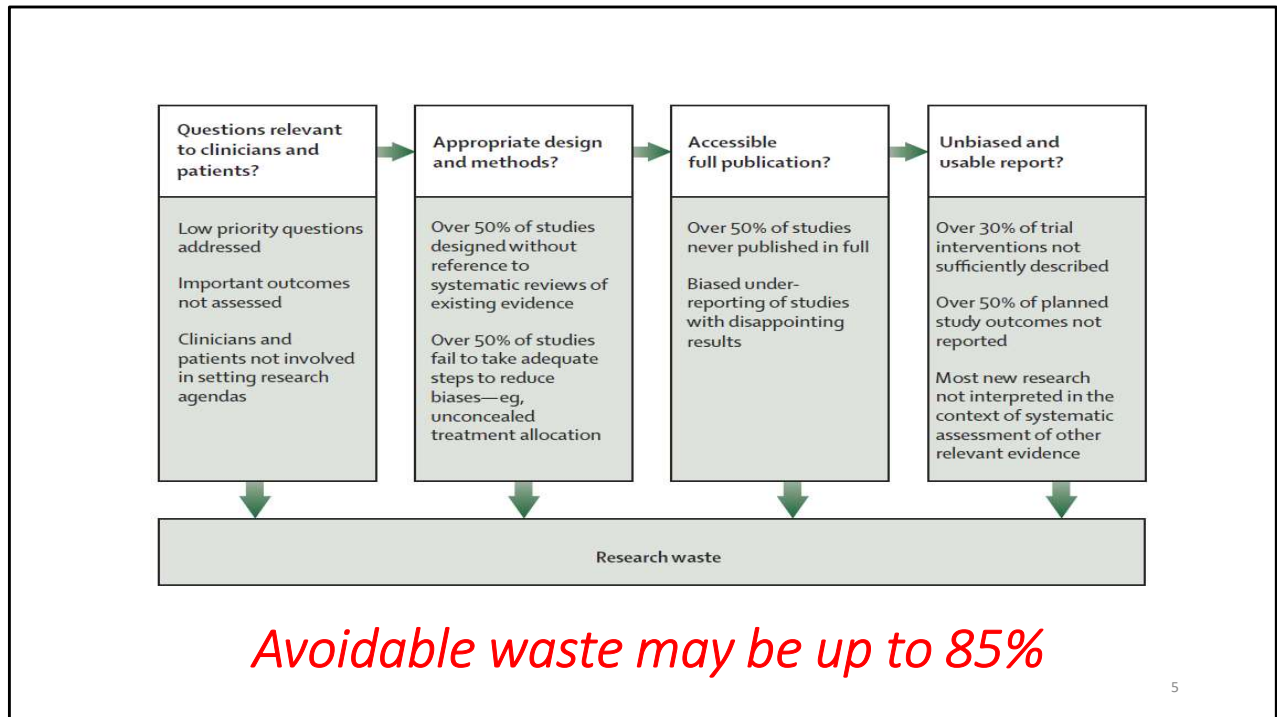 Questions relevant
to clinicians and
patients?
Low priority questions
addressed
Important outcomes
not assessed
Clinicians and
patients not involved
in setting research
agendas
Appropriate design
and methods?
Over 50% of studies
designed without
reference to
systematic reviews of
existing evidence
Over 50% of studies
fail to take adequate
steps to reduce
biases—eg,
unconcealed
treatment allocation
Accessible
full publication?
Over 50% of studies
never published in full
Biased under-
reporting of studies
with disappointing
results
Unbiased and
usable report?
Over 30% of trial
interventions not
sufficiently described
Over 50% of planned
study outcomes not
reported
Most new research
not interpreted in the
context of systematic
assessment of other
relevant evidence
Research waste
Avoidable waste may be up to 85%
5